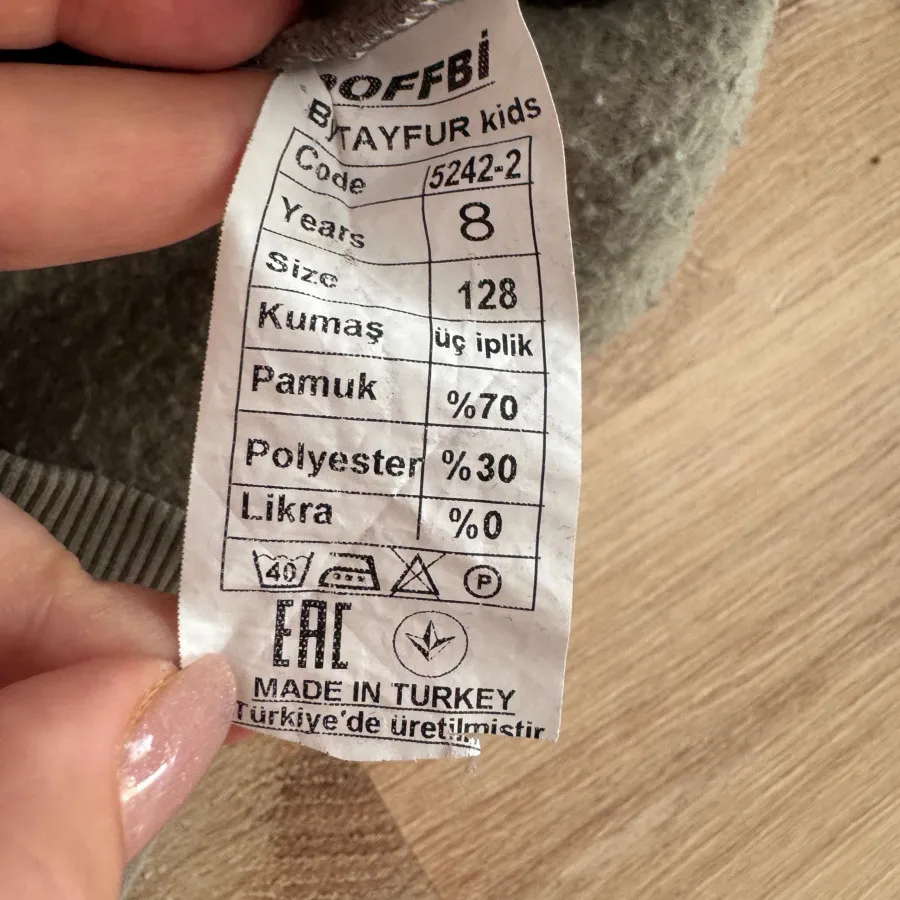 OFFBİ
BY TAYFUR kids
Code 5242-2
Years 8
Size 128
Kumaş üç iplik
Pamuk %70
Polyester %30
Likra %0
40 P
EAC
MADE IN TURKEY
Türkiye'de üretilmiştir